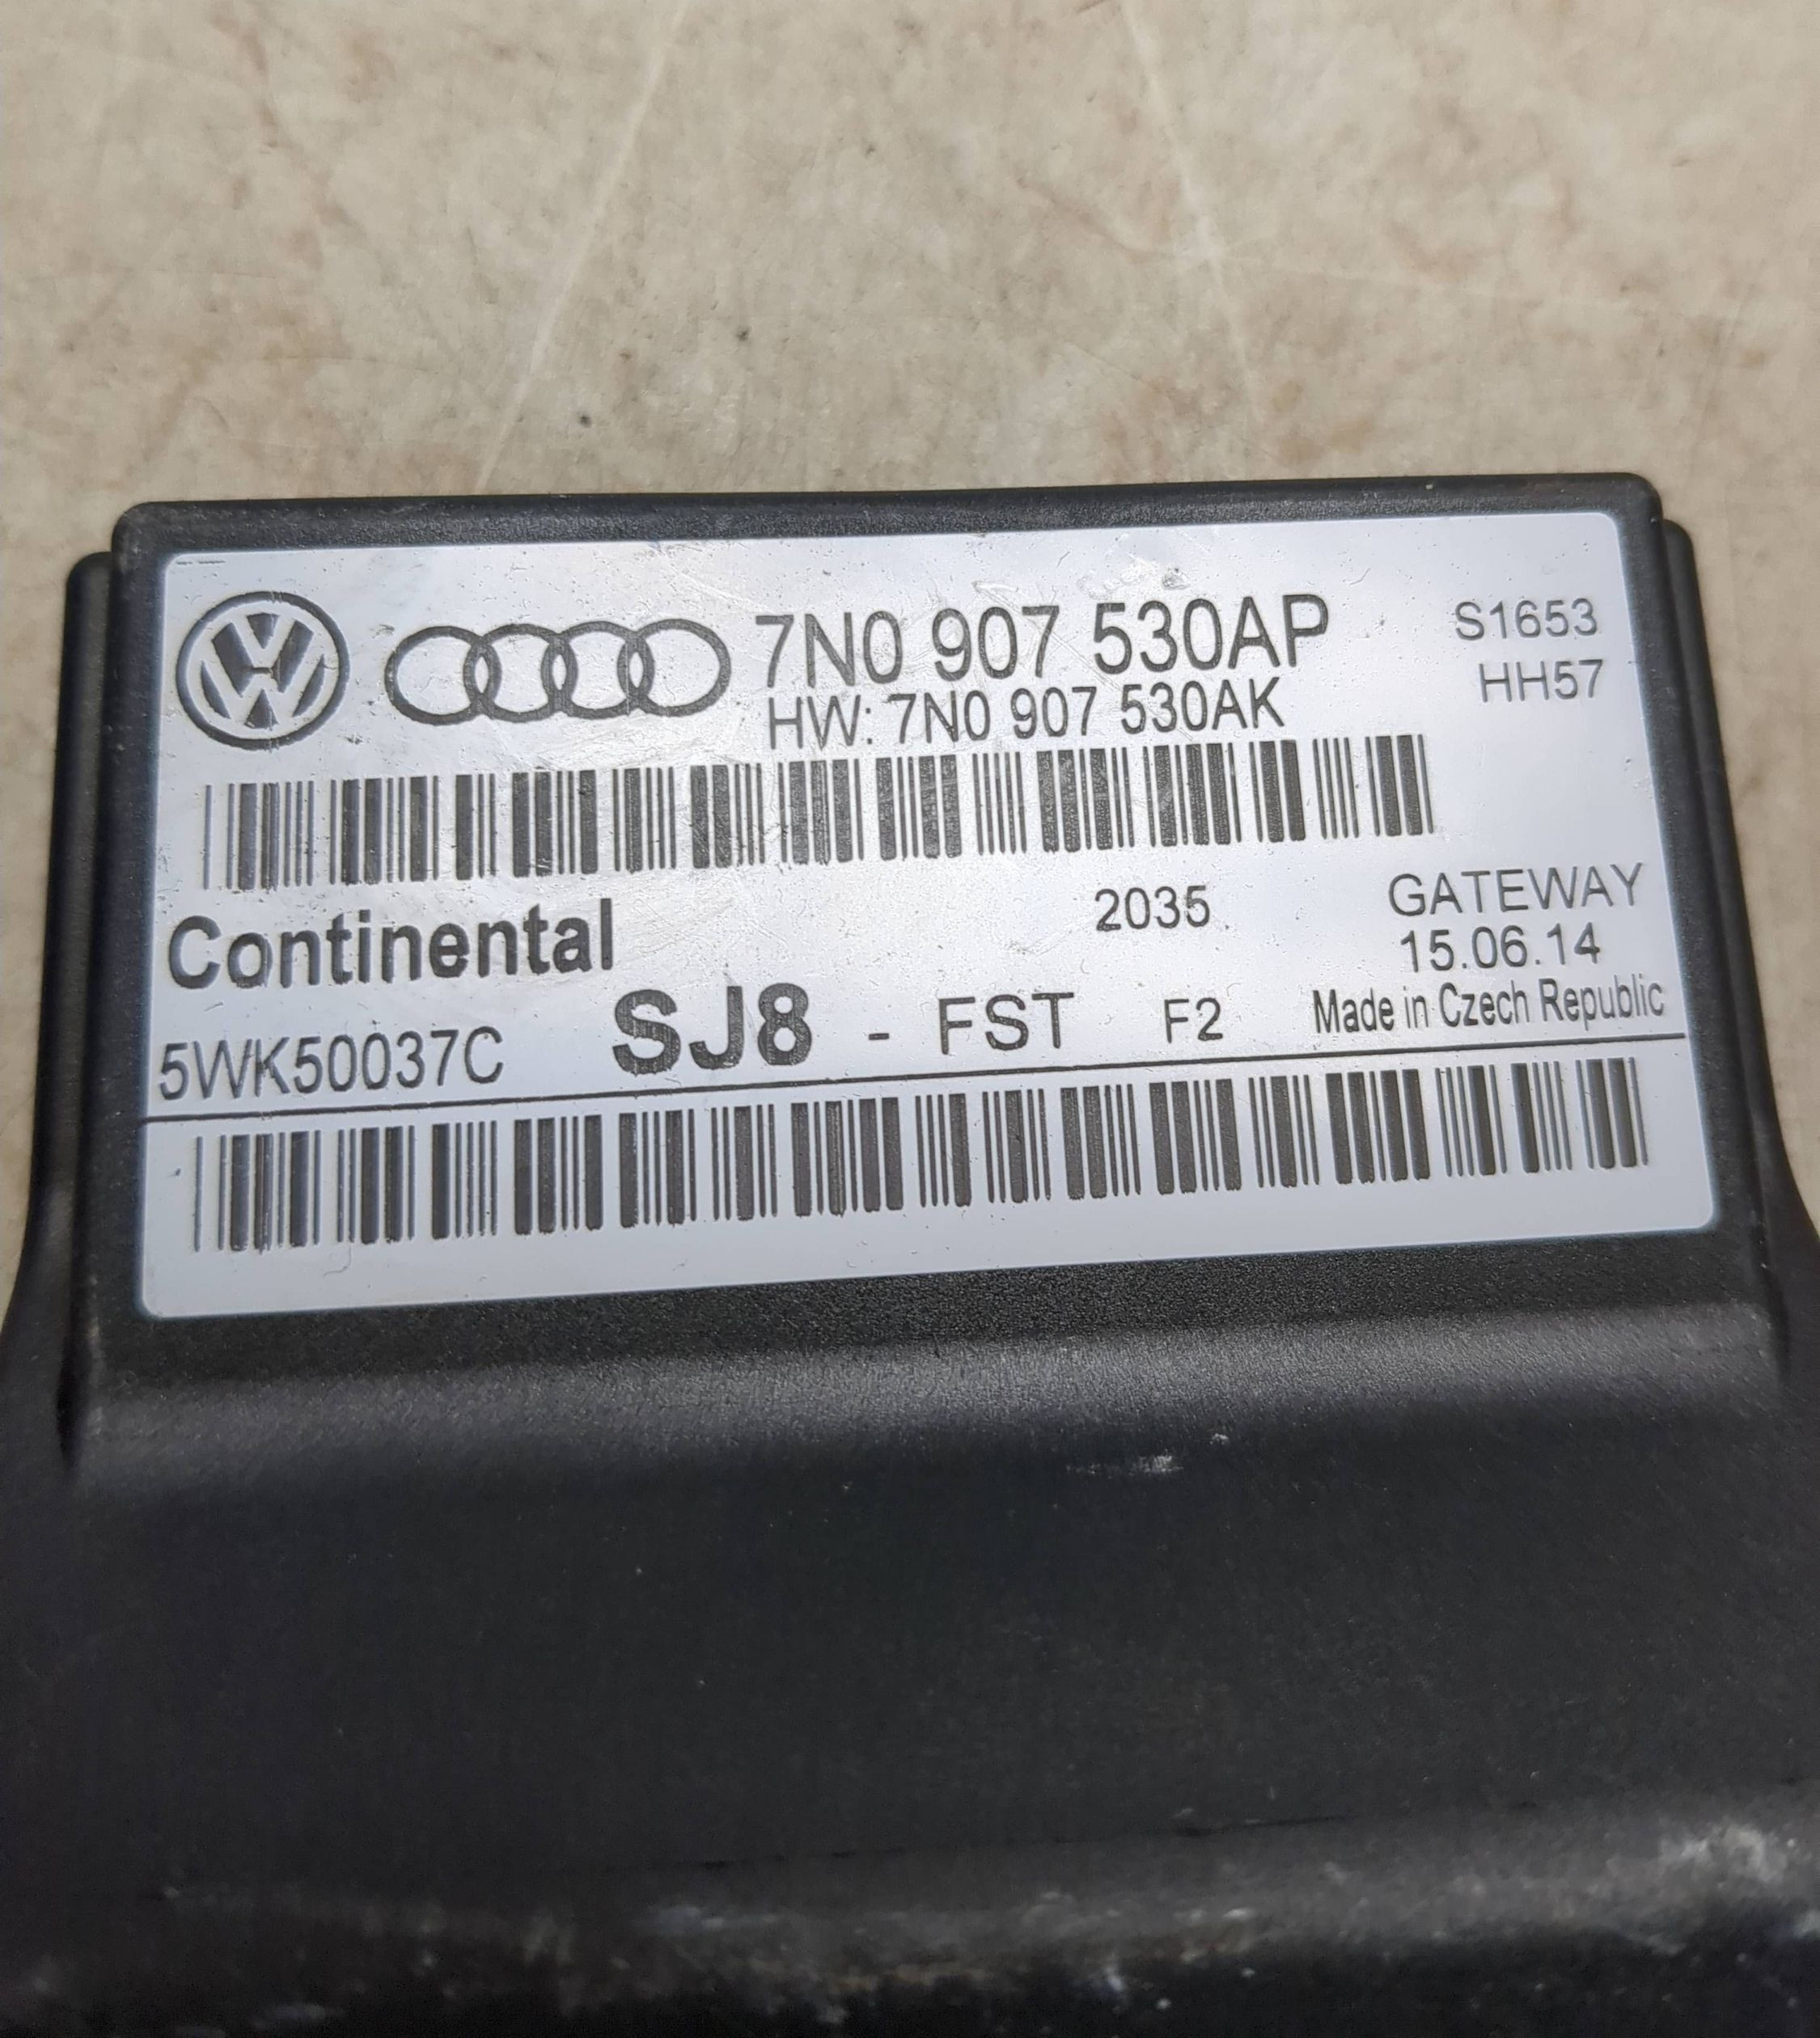 7N0 907 530AP
S1653
HW: 7N0 907 530AK
HH57
Continental
2035
GATEWAY
15.06.14
5WK50037C
SJ8 - FST F2
Made in Czech Republic